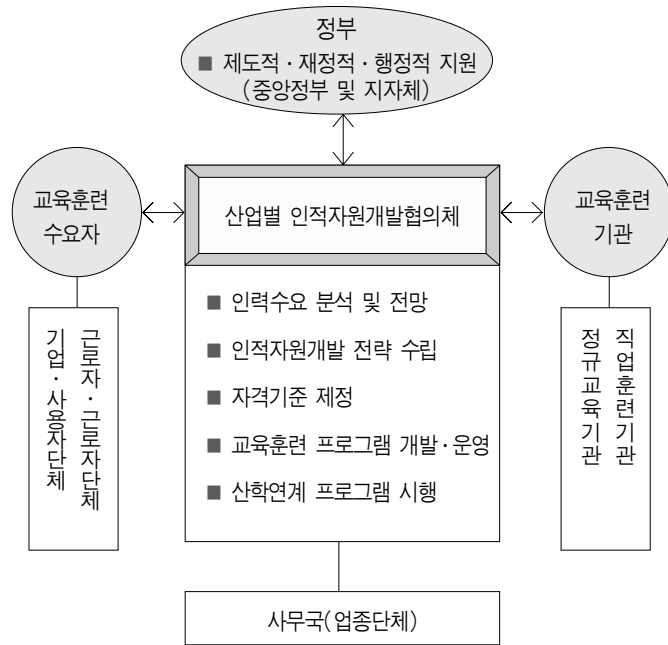 정부
■ 제도적·재정적·행정적 지원
(중앙정부 및 지자체)
교육훈련
수요자
산업별 인적자원개발협의체
교육훈련
기관
■ 인력수요 분석 및 전망
■ 인적자원개발 전략 수립
■ 자격기준 제정
■ 교육훈련 프로그램 개발·운영
■ 산학연계 프로그램 시행
근로자·근로자단체
기업·사용자단체
직업훈련기관
정규교육기관
사무국(업종단체)